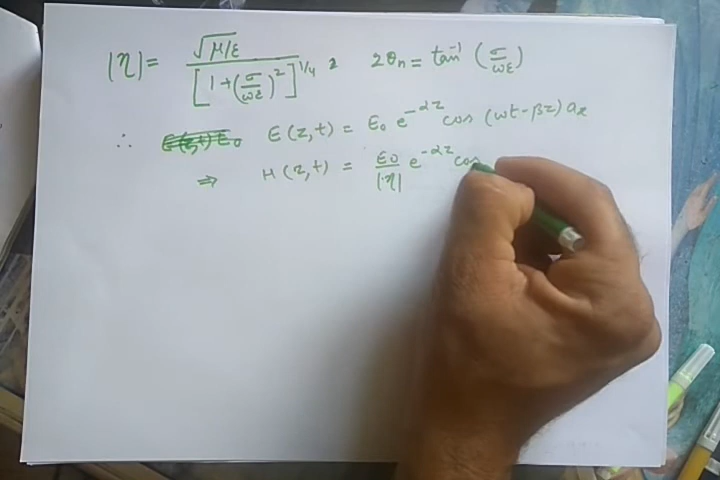 |η| = √μ/ε / [1+(σ/ωε)²]^1/4 , 2θn = tan⁻¹ (σ/ωε)
∴ E(z,t) = E₀ e^-αz cos (ωt-βz) ax
⇒ H(z,t) = E0/|η| e^-αz cos